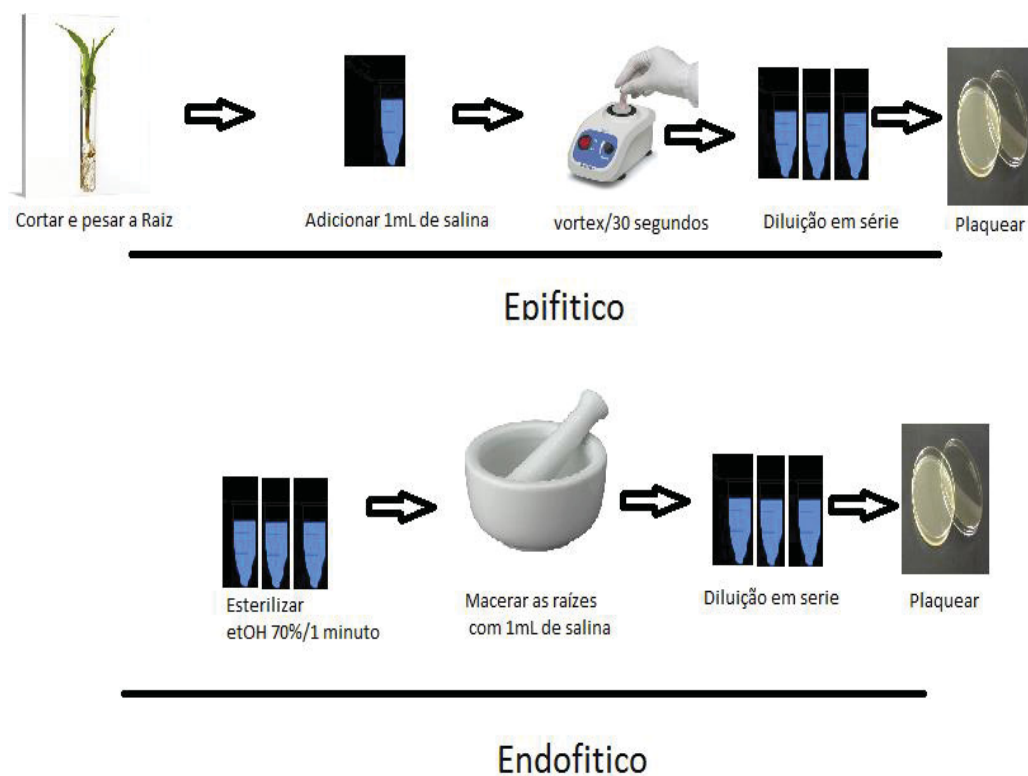 Cortar e pesar a Raiz
Adicionar 1mL de salina
vortex/30 segundos
Diluição em série
Plaquear
Epifitico
Esterilizar
etOH 70%/1 minuto
Macerar as raízes
com 1mL de salina
Diluição em serie
Plaquear
Endofitico